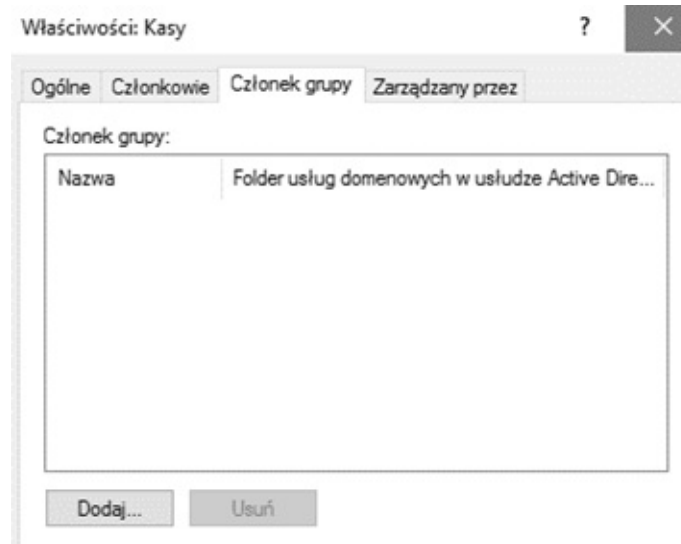 Właściwości: Kasy ? ×
Ogólne Członkowie Członek grupy Zarządzany przez
Członek grupy:
Nazwa Folder usług domenowych w usłudze Active Dire...
Dodaj... Usuń